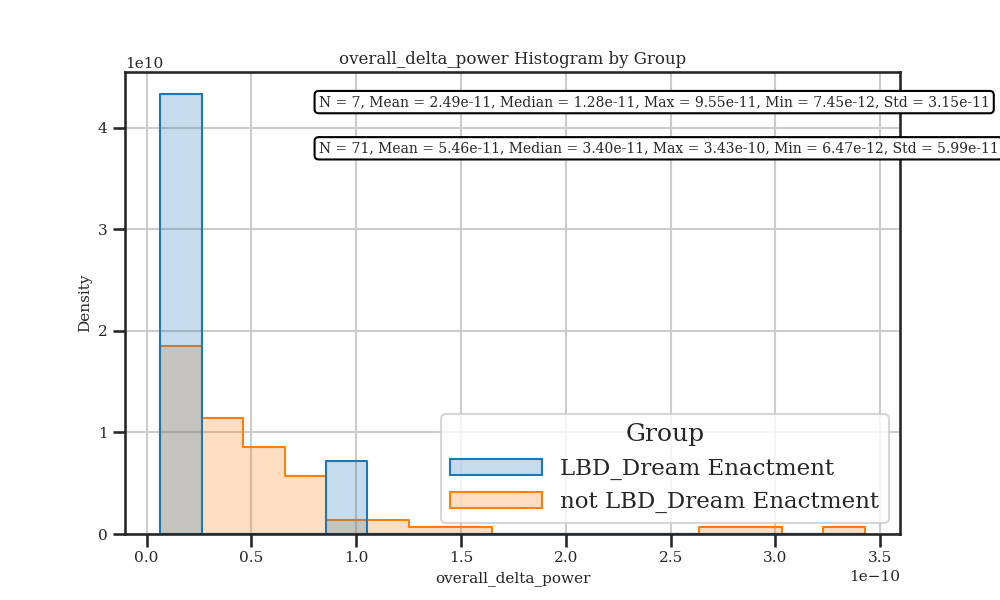 overall_delta_power Histogram by Group
1e10
N = 7, Mean = 2.49e-11, Median = 1.28e-11, Max = 9.55e-11, Min = 7.45e-12, Std = 3.15e-11
N = 71, Mean = 5.46e-11, Median = 3.40e-11, Max = 3.43e-10, Min = 6.47e-12, Std = 5.99e-11
4
3
2
1
0
Density
Group
LBD_Dream Enactment
not LBD_Dream Enactment
0.0 0.5 1.0 1.5 2.0 2.5 3.0 3.5
1e−10
overall_delta_power